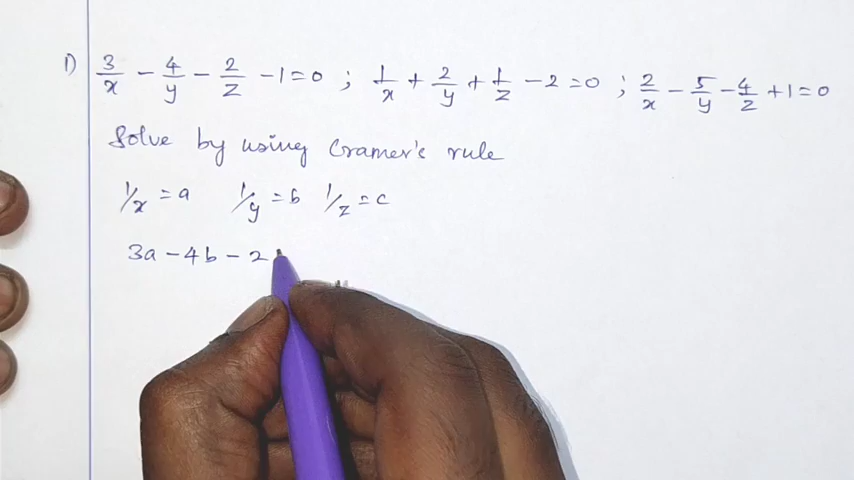 1) 3/x - 4/y - 2/z - 1 = 0 ; 1/x + 2/y + 1/z - 2 = 0 ; 2/x - 5/y - 4/z + 1 = 0
Solve by using Cramer's rule
1/x = a 1/y = b 1/z = c
3a - 4b - 2